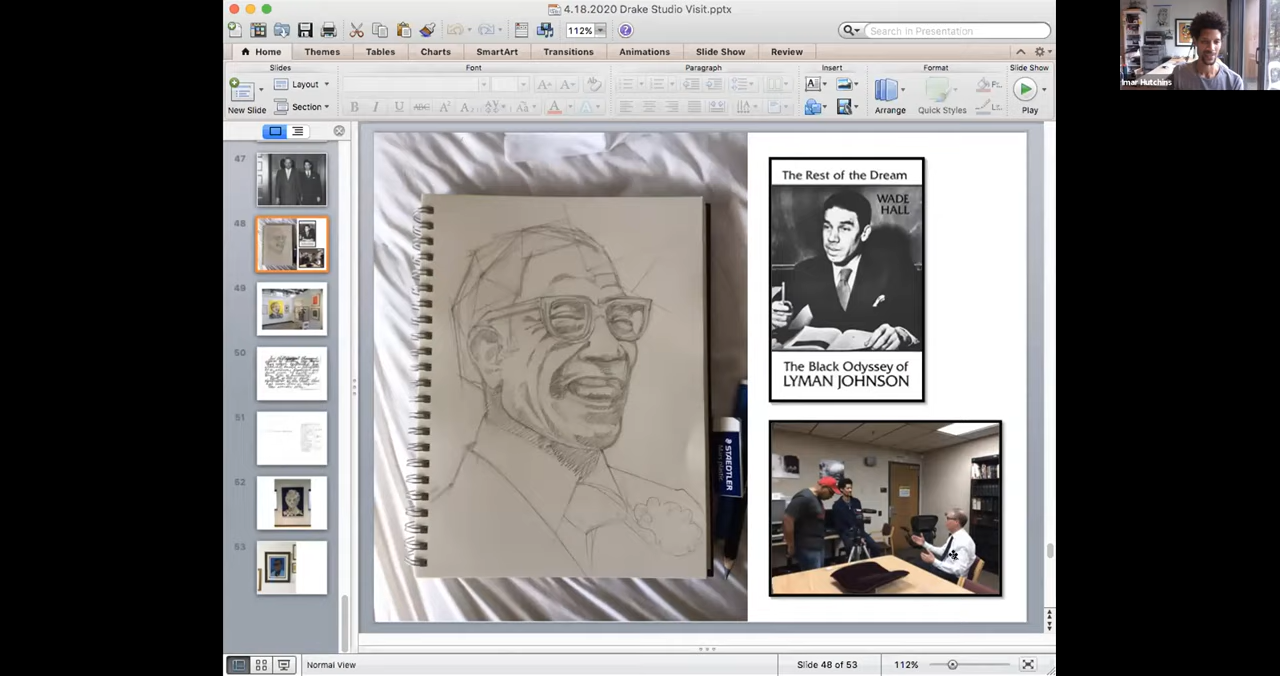 4.18.2020 Drake Studio Visit.pptx
112%
Search in Presentation
Home Themes Tables Charts SmartArt Transitions Animations Slide Show Review
Slides Font Paragraph Insert Format Slide Show
New Slide
Layout
Section
B I U ABC
Arrange
Quick Styles
Play
Imar Hutchins
47
48
49
50
51
52
53
The Rest of the Dream
WADE
HALL
The Black Odyssey of
LYMAN JOHNSON
STAEDTLER
Normal View
Slide 48 of 53
112%